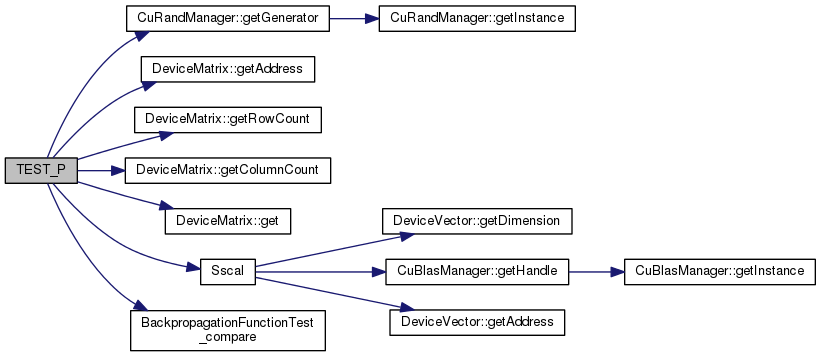 CuRandManager::getGenerator
CuRandManager::getInstance
DeviceMatrix::getAddress
DeviceMatrix::getRowCount
TEST_P
DeviceMatrix::getColumnCount
DeviceMatrix::get
DeviceVector::getDimension
Sscal
CuBlasManager::getHandle
CuBlasManager::getInstance
DeviceVector::getAddress
BackpropagationFunctionTest
_compare